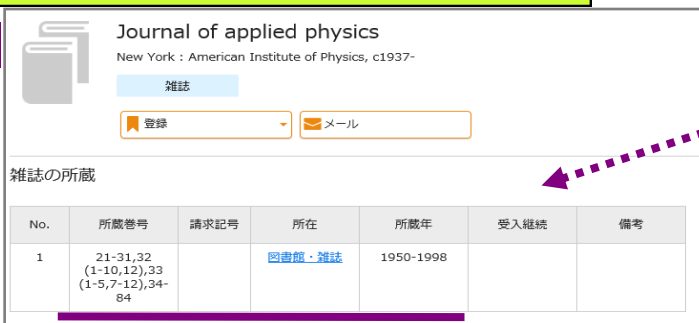 Journal of applied physics
New York : American Institute of Physics, c1937-
雑誌
登録
メール
雑誌の所蔵
No. 所蔵巻号 請求記号 所在 所蔵年 受入継続 備考
1 21-31,32 図書館・雑誌 1950-1998
(1-10,12),33
(1-5,7-12),34-
84